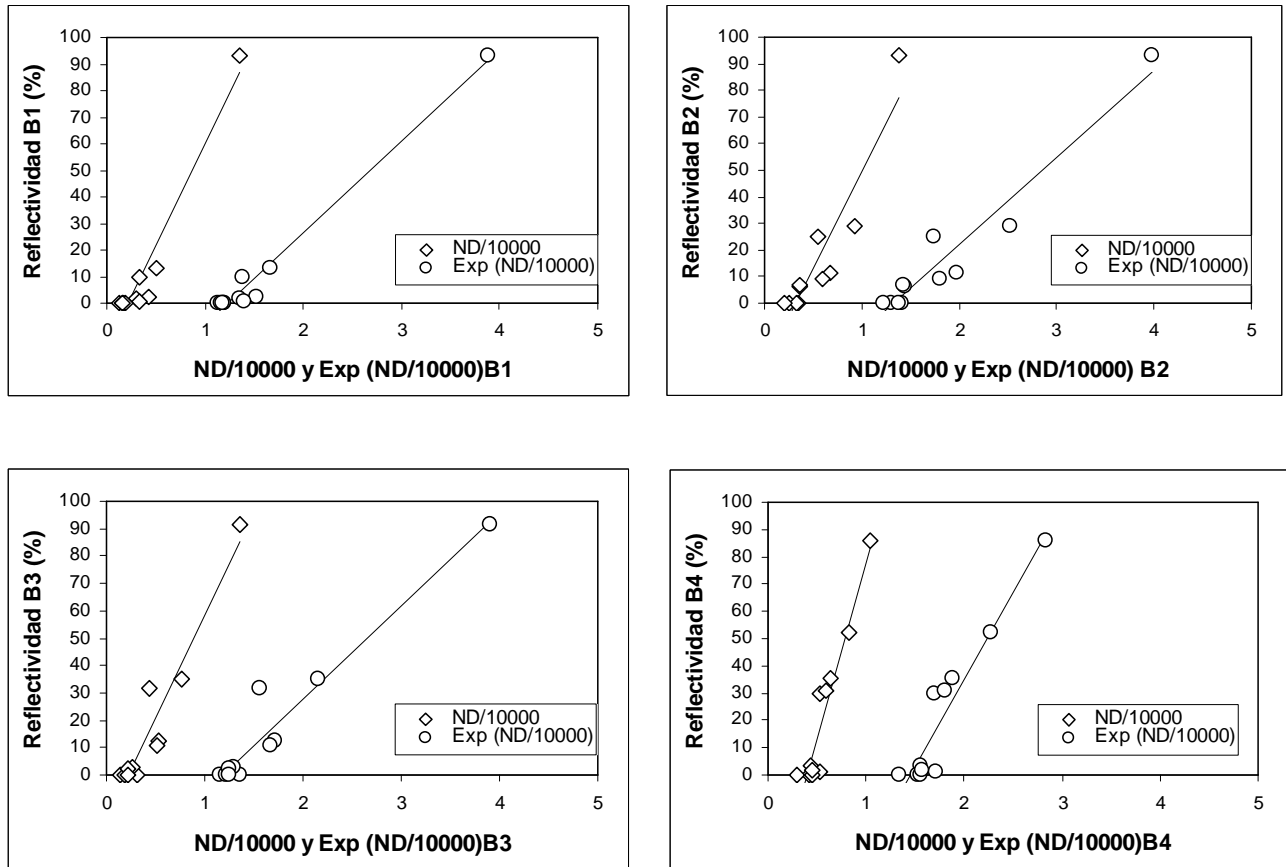 Reflectividad B1 (%)
100
90
80
70
60
50
40
30
20
10
0
0 1 2 3 4 5
ND/10000
Exp (ND/10000)
ND/10000 y Exp (ND/10000)B1
Reflectividad B2 (%)
100
90
80
70
60
50
40
30
20
10
0
0 1 2 3 4 5
ND/10000
Exp (ND/10000)
ND/10000 y Exp (ND/10000) B2
Reflectividad B3 (%)
100
90
80
70
60
50
40
30
20
10
0
0 1 2 3 4 5
ND/10000
Exp (ND/10000)
ND/10000 y Exp (ND/10000)B3
Reflectividad B4 (%)
100
90
80
70
60
50
40
30
20
10
0
0 1 2 3 4 5
ND/10000
Exp (ND/10000)
ND/10000 y Exp (ND/10000)B4